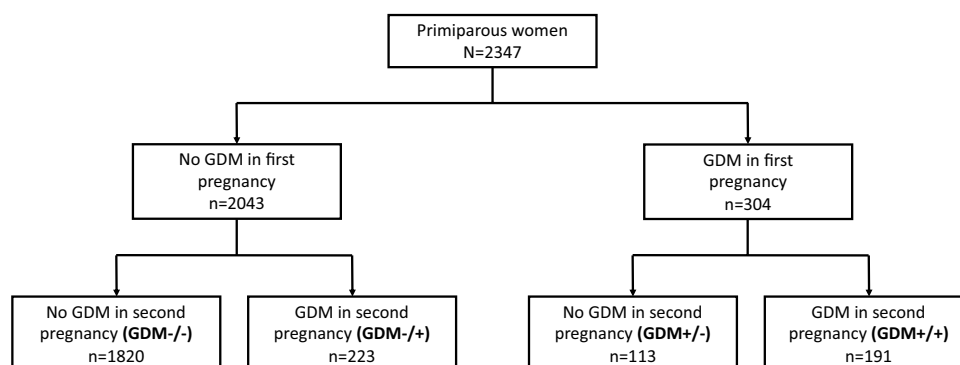 Primiparous women
N=2347
No GDM in first
pregnancy
n=2043
GDM in first
pregnancy
n=304
No GDM in second
pregnancy (GDM-/-)
n=1820
GDM in second
pregnancy (GDM-/+)
n=223
No GDM in second
pregnancy (GDM+/-)
n=113
GDM in second
pregnancy (GDM+/+)
n=191